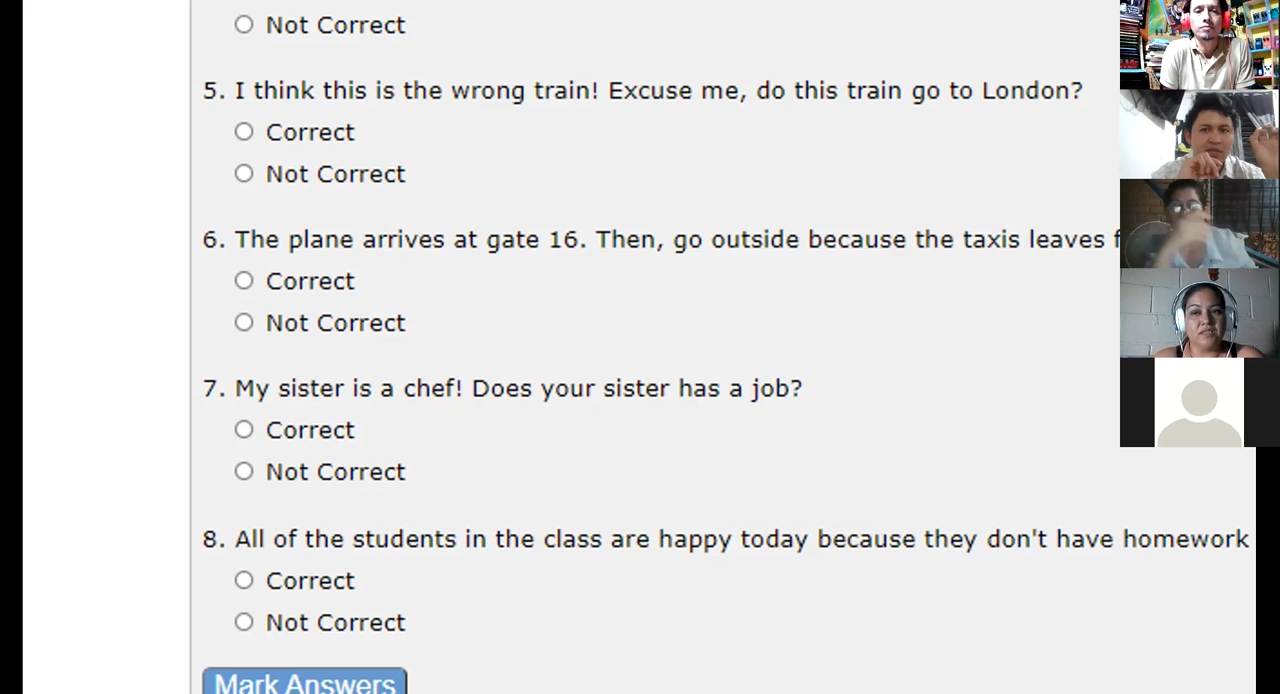 Not Correct
5. I think this is the wrong train! Excuse me, do this train go to London?
Correct
Not Correct
6. The plane arrives at gate 16. Then, go outside because the taxis leaves
Correct
Not Correct
7. My sister is a chef! Does your sister has a job?
Correct
Not Correct
8. All of the students in the class are happy today because they don't have homework
Correct
Not Correct
Mark Answers